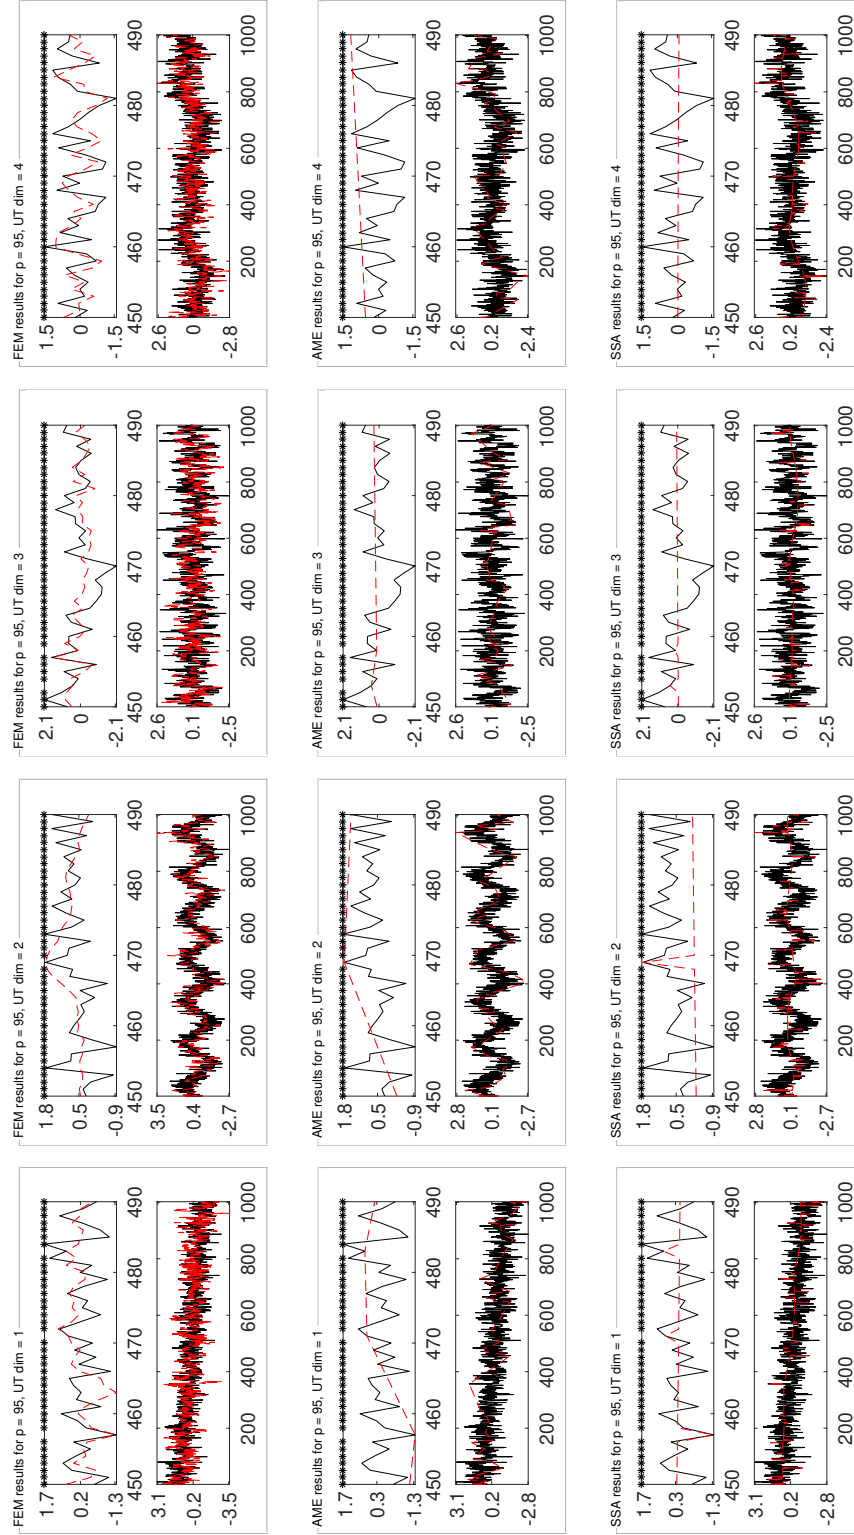 FEM results for p = 95, UT dim = 1
1.7
0.2
-1.3
450 460 470 480 490
3.1
-0.2
-3.5
200 400 600 800 1000
FEM results for p = 95, UT dim = 2
1.8
0.5
-0.9
450 460 470 480 490
3.5
0.4
-2.7
200 400 600 800 1000
FEM results for p = 95, UT dim = 3
2.1
0
-2.1
450 460 470 480 490
2.6
0.1
-2.5
200 400 600 800 1000
FEM results for p = 95, UT dim = 4
1.5
0
-1.5
450 460 470 480 490
2.6
0
-2.8
200 400 600 800 1000
AME results for p = 95, UT dim = 1
1.7
0.3
-1.3
450 460 470 480 490
3.1
0.2
-2.8
200 400 600 800 1000
AME results for p = 95, UT dim = 2
1.8
0.5
-0.9
450 460 470 480 490
2.8
0.1
-2.7
200 400 600 800 1000
AME results for p = 95, UT dim = 3
2.1
0
-2.1
450 460 470 480 490
2.6
0.1
-2.5
200 400 600 800 1000
AME results for p = 95, UT dim = 4
1.5
0
-1.5
450 460 470 480 490
2.6
0.2
-2.4
200 400 600 800 1000
SSA results for p = 95, UT dim = 1
1.7
0.3
-1.3
450 460 470 480 490
3.1
0.2
-2.8
200 400 600 800 1000
SSA results for p = 95, UT dim = 2
1.8
0.5
-0.9
450 460 470 480 490
2.8
0.1
-2.7
200 400 600 800 1000
SSA results for p = 95, UT dim = 3
2.1
0
-2.1
450 460 470 480 490
2.6
0.1
-2.5
200 400 600 800 1000
SSA results for p = 95, UT dim = 4
1.5
0
-1.5
450 460 470 480 490
2.6
0.2
-2.4
200 400 600 800 1000